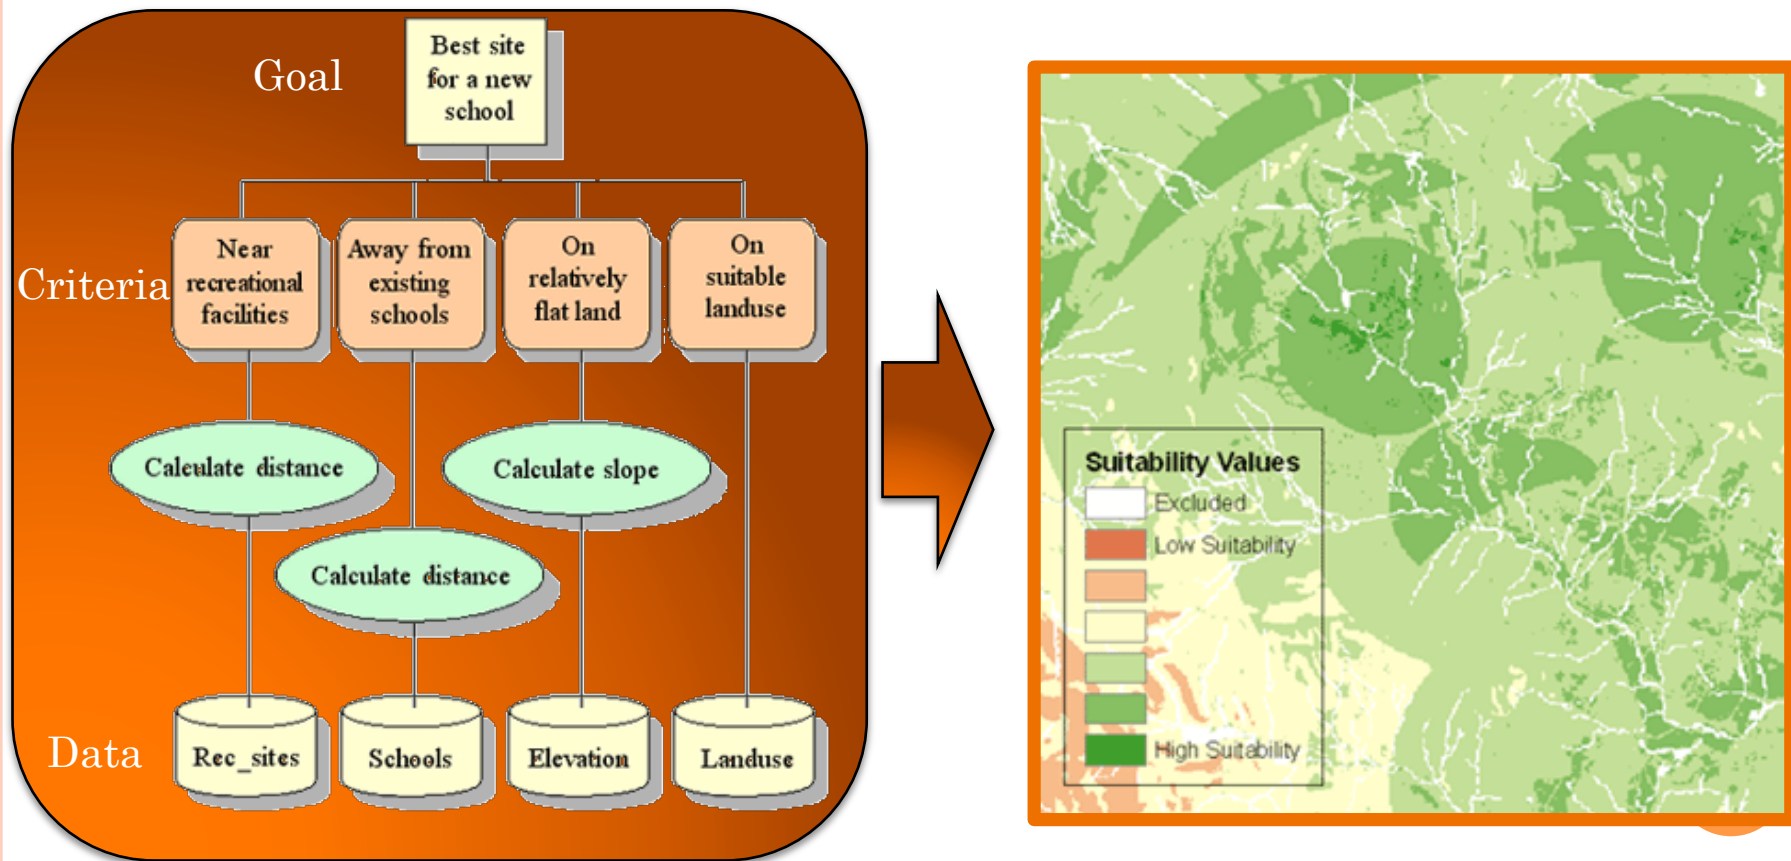 Goal
Best site
for a new
school
Criteria
Near
recreational
facilities
Away from
existing
schools
On
relatively
flat land
On
suitable
landuse
Calculate distance
Calculate slope
Calculate distance
Data
Rec_sites
Schools
Elevation
Landuse
Suitability Values
Excluded
Low Suitability
High Suitability